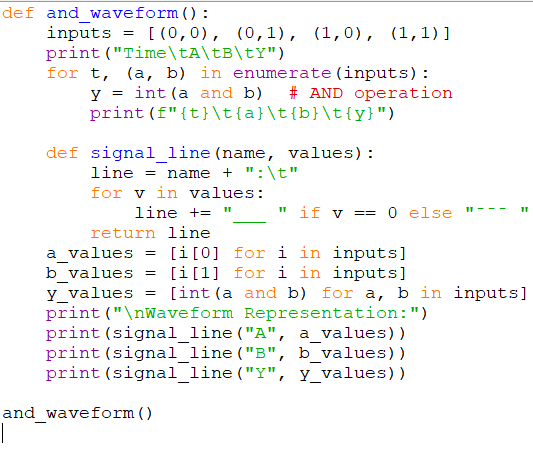 def and_waveform():
    inputs = [(0,0), (0,1), (1,0), (1,1)]
    print("Time\tA\tB\tY")
    for t, (a, b) in enumerate(inputs):
        y = int(a and b)  # AND operation
        print(f"{t}\t{a}\t{b}\t{y}")

    def signal_line(name, values):
        line = name + ":\t"
        for v in values:
            line += "___ " if v == 0 else "¯¯¯ "
        return line
    a_values = [i[0] for i in inputs]
    b_values = [i[1] for i in inputs]
    y_values = [int(a and b) for a, b in inputs]
    print("\nWaveform Representation:")
    print(signal_line("A", a_values))
    print(signal_line("B", b_values))
    print(signal_line("Y", y_values))

and_waveform()